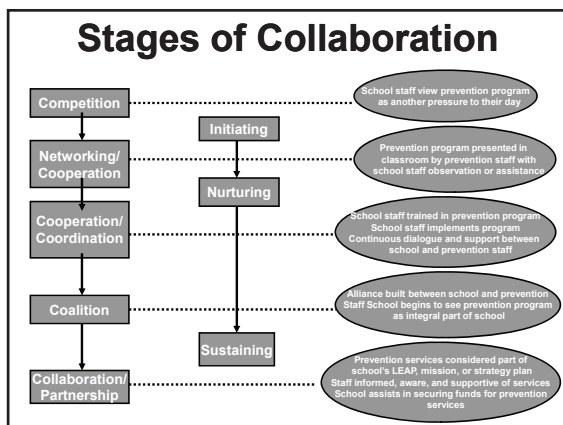 Stages of Collaboration
Competition
School staff view prevention program
as another pressure to their day
Initiating
Networking/
Cooperation
Prevention program presented in
classroom by prevention staff with
school staff observation or assistance
Nurturing
Cooperation/
Coordination
School staff trained in prevention program
School staff implements program
Continuous dialogue and support between
school and prevention staff
Coalition
Alliance built between school and prevention
Staff School begins to see prevention program
as integral part of school
Sustaining
Collaboration/
Partnership
Prevention services considered part of
school's LEAP, mission, or strategy plan
Staff informed, aware, and supportive of services
School assists in securing funds for prevention
services